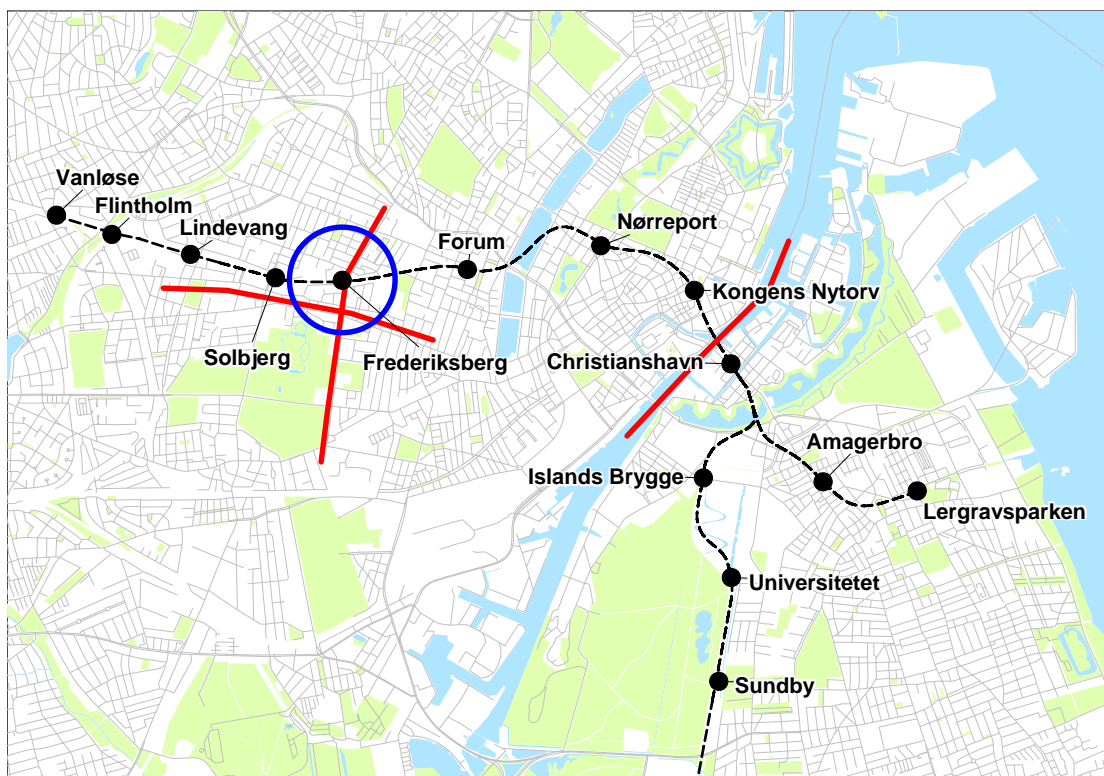 Vanløse
Flintholm
Lindevang
Nørreport
Forum
Kongens Nytorv
Solbjerg
Frederiksberg
Christianshavn
Amagerbro
Islands Brygge
Lergravsparken
Universitetet
Sundby